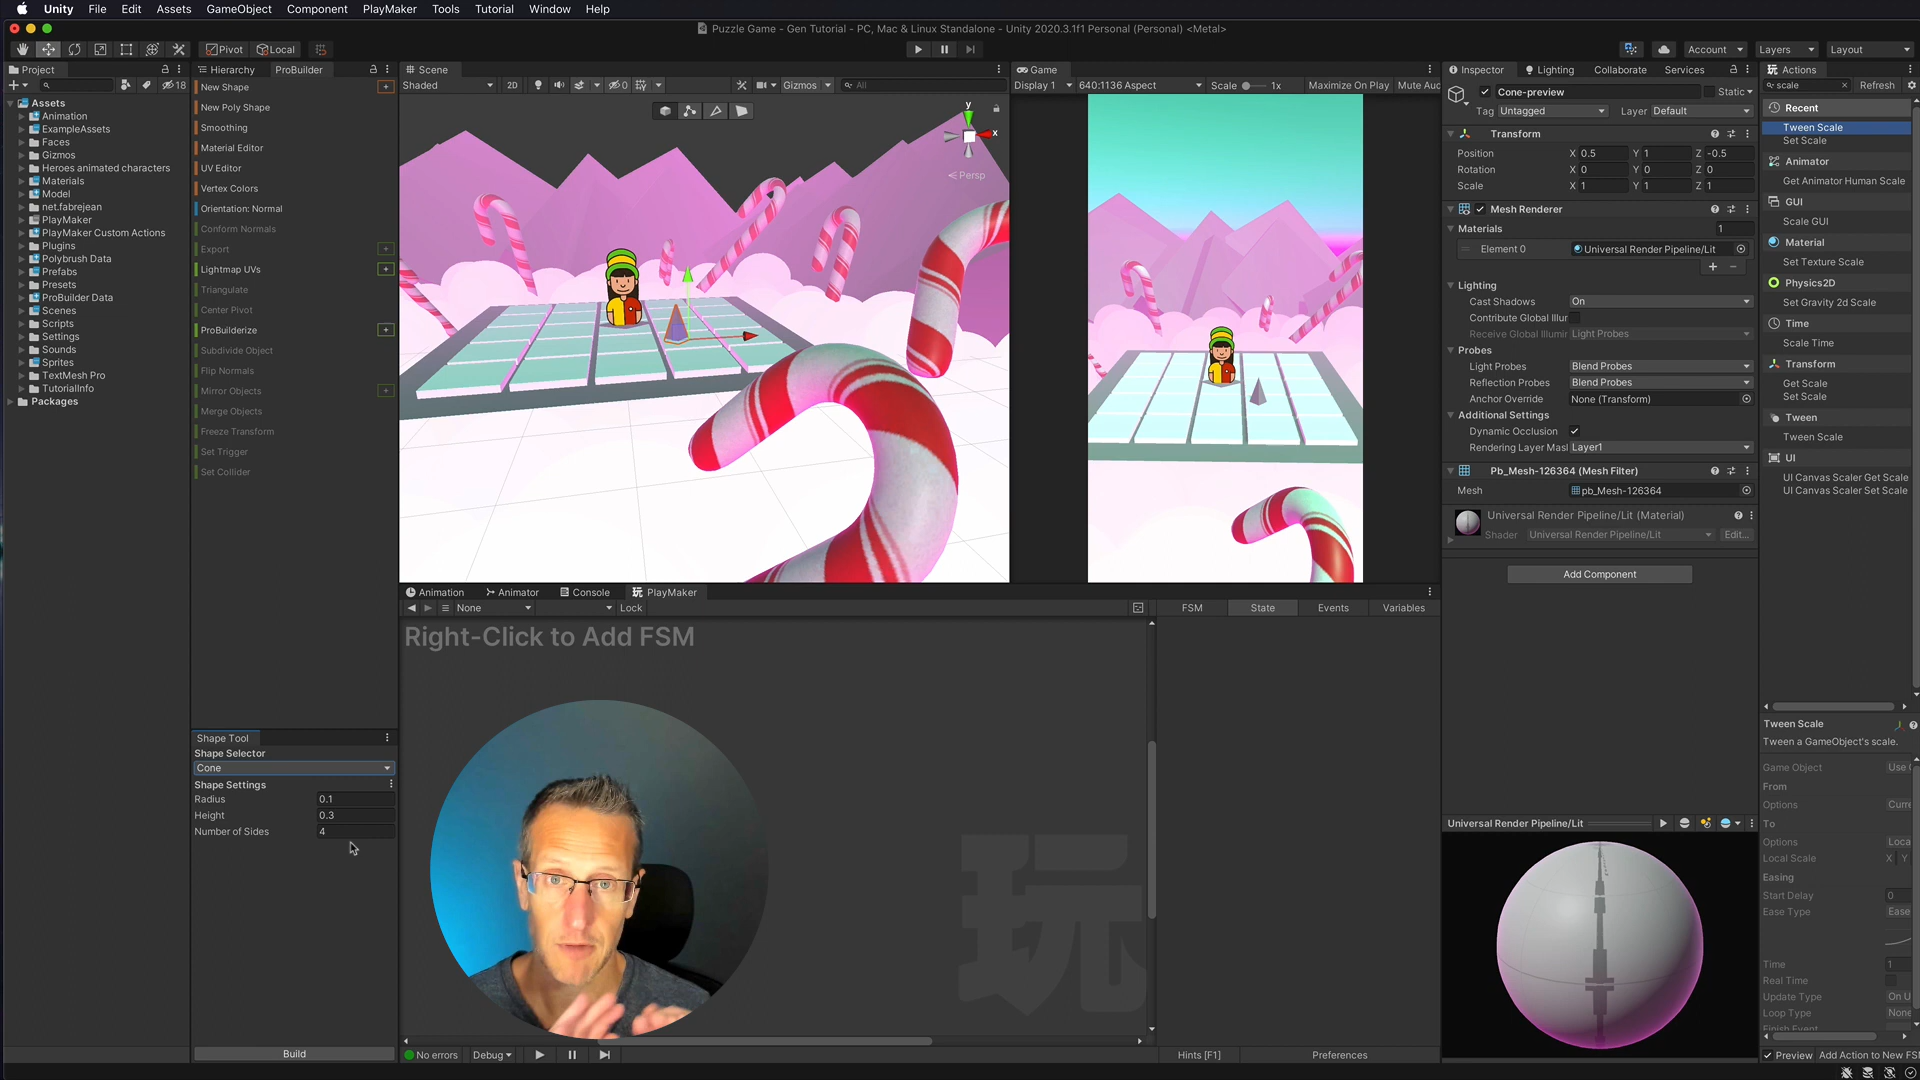 Unity File Edit Assets GameObject Component PlayMaker Tools Tutorial Window Help
Puzzle Game - Gen Tutorial - PC, Mac & Linux Standalone - Unity 2020.3.1f1 Personal (Personal) <Metal>
Pivot Local
Account Layers Layout
Project
18
Assets
Animation
ExampleAssets
Faces
Gizmos
Heroes animated characters
Materials
Model
net.fabrejean
PlayMaker
PlayMaker Custom Actions
Plugins
Polybrush Data
Prefabs
Presets
ProBuilder Data
Scenes
Scripts
Settings
Sounds
Sprites
TextMesh Pro
TutorialInfo
Packages
Hierarchy ProBuilder
New Shape
New Poly Shape
Smoothing
Material Editor
UV Editor
Vertex Colors
Orientation: Normal
Conform Normals
Export
Lightmap UVs
Triangulate
Center Pivot
ProBuilderize
Subdivide Object
Flip Normals
Mirror Objects
Merge Objects
Freeze Transform
Set Trigger
Set Collider
Shape Tool
Shape Selector
Cone
Shape Settings
Radius 0.1
Height 0.3
Number of Sides 4
Build
Scene
Shaded 2D 0 Gizmos All
y
x
Persp
Game
Display 1 640:1136 Aspect Scale 1x Maximize On Play Mute Auc
Animation Animator Console PlayMaker
None Lock
Right-Click to Add FSM
玩
No errors Debug
FSM State Events Variables
Hints [F1] Preferences
Inspector Lighting Collaborate Services
Cone-preview Static
Tag Untagged Layer Default
Transform
Position X 0.5 Y 1 Z -0.5
Rotation X 0 Y 0 Z 0
Scale X 1 Y 1 Z 1
Mesh Renderer
Materials 1
Element 0 Universal Render Pipeline/Lit
Lighting
Cast Shadows On
Contribute Global Illur
Receive Global Illumir Light Probes
Probes
Light Probes Blend Probes
Reflection Probes Blend Probes
Anchor Override None (Transform)
Additional Settings
Dynamic Occlusion
Rendering Layer Masl Layer1
Pb_Mesh-126364 (Mesh Filter)
Mesh pb_Mesh-126364
Universal Render Pipeline/Lit (Material)
Shader Universal Render Pipeline/Lit Edit...
Add Component
Universal Render Pipeline/Lit
Actions
scale Refresh
Recent
Tween Scale
Set Scale
Animator
Get Animator Human Scale
GUI
Scale GUI
Material
Set Texture Scale
Physics2D
Set Gravity 2d Scale
Time
Scale Time
Transform
Get Scale
Set Scale
Tween
Tween Scale
UI
UI Canvas Scaler Get Scale
UI Canvas Scaler Set Scale
Tween Scale
Tween a GameObject's scale.
Game Object Use
From
Options Curre
To
Options Loca
Local Scale X Y
Easing
Start Delay 0
Ease Type Ease
Time 1
Real Time
Update Type On U
Loop Type None
Finish Event
Preview Add Action to New FS